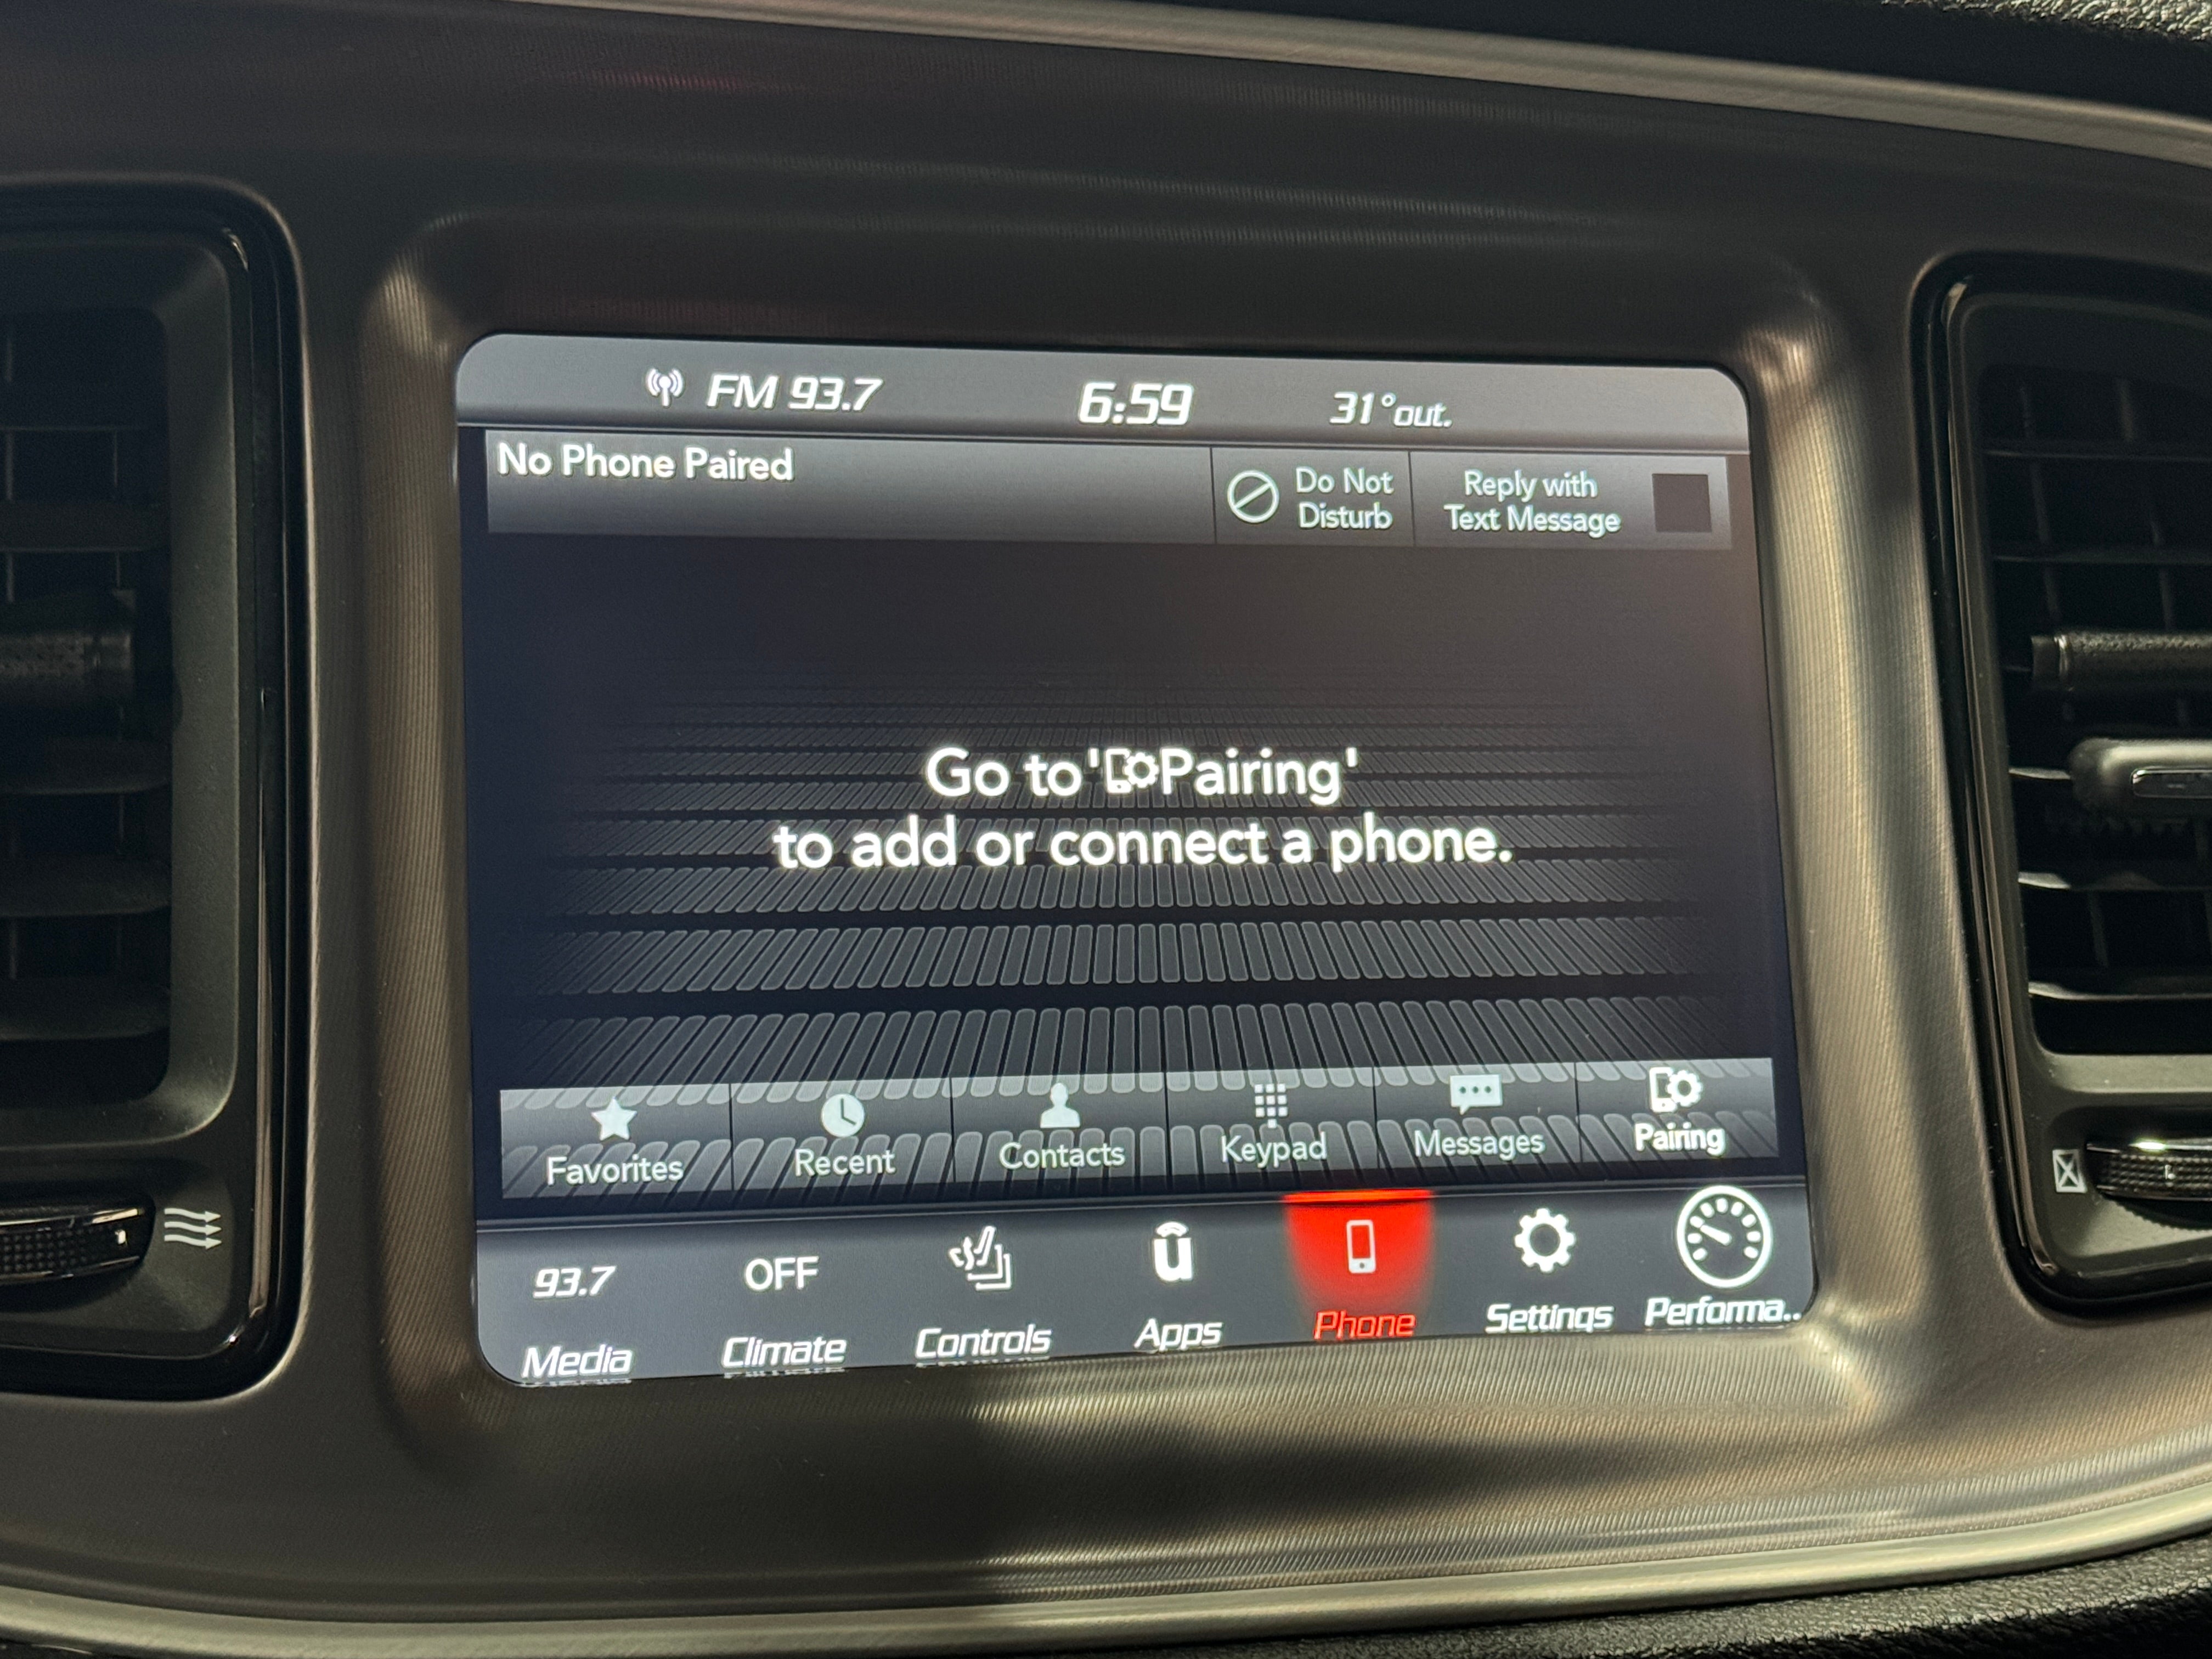 FM 93.7 6:59 31°out.
No Phone Paired
Do Not
Disturb
Reply with
Text Message
Go to 'Pairing'
to add or connect a phone.
Favorites Recent Contacts Keypad Messages Pairing
93.7 OFF
Media Climate Controls Apps Phone Settings Performa..